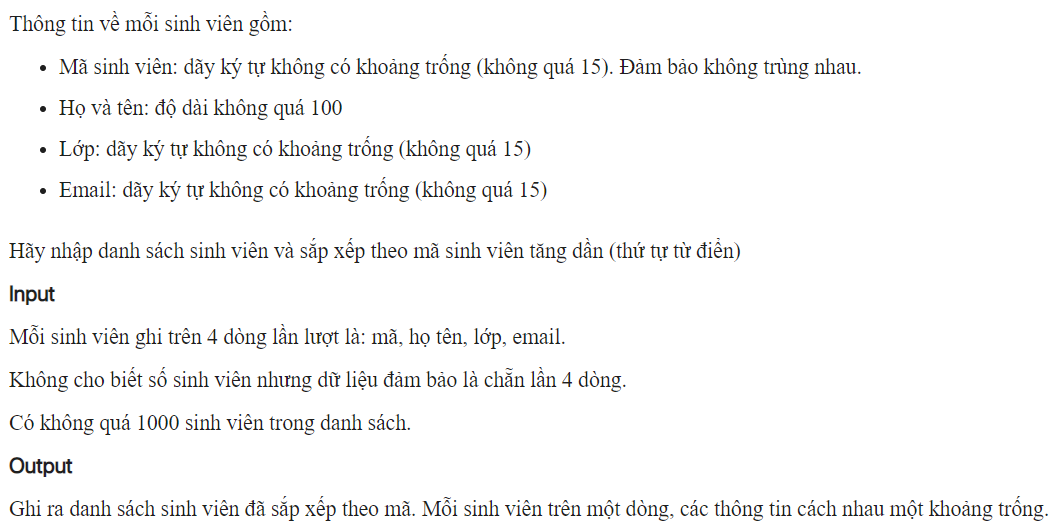 Thông tin về mỗi sinh viên gồm:
• Mã sinh viên: dãy ký tự không có khoảng trống (không quá 15). Đảm bảo không trùng nhau.
• Họ và tên: độ dài không quá 100
• Lớp: dãy ký tự không có khoảng trống (không quá 15)
• Email: dãy ký tự không có khoảng trống (không quá 15)
Hãy nhập danh sách sinh viên và sắp xếp theo mã sinh viên tăng dần (thứ tự từ điển)
Input
Mỗi sinh viên ghi trên 4 dòng lần lượt là: mã, họ tên, lớp, email.
Không cho biết số sinh viên nhưng dữ liệu đảm bảo là chẵn lần 4 dòng.
Có không quá 1000 sinh viên trong danh sách.
Output
Ghi ra danh sách sinh viên đã sắp xếp theo mã. Mỗi sinh viên trên một dòng, các thông tin cách nhau một khoảng trống.